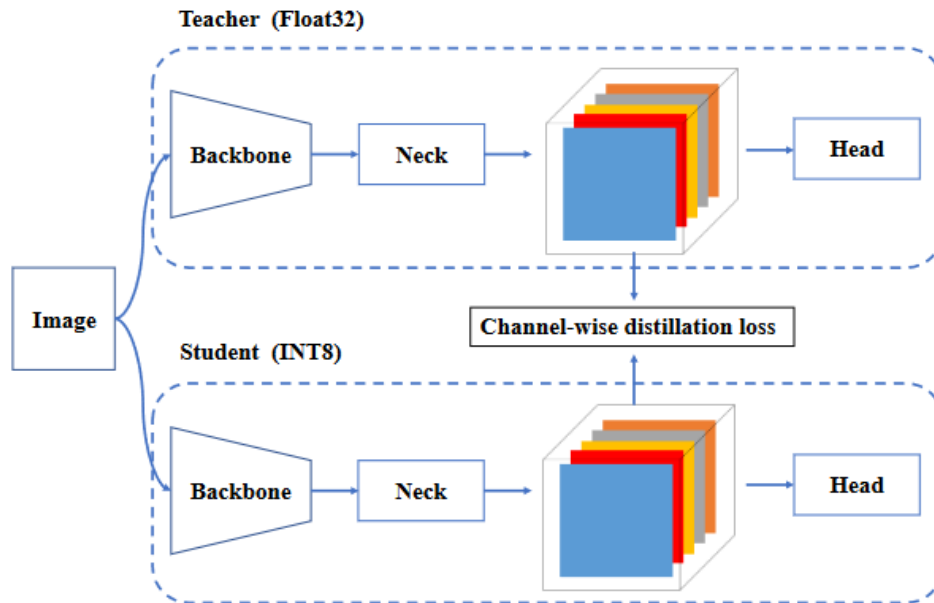 Teacher (Float32)
Backbone
Neck
Head
Image
Channel-wise distillation loss
Student (INT8)
Backbone
Neck
Head